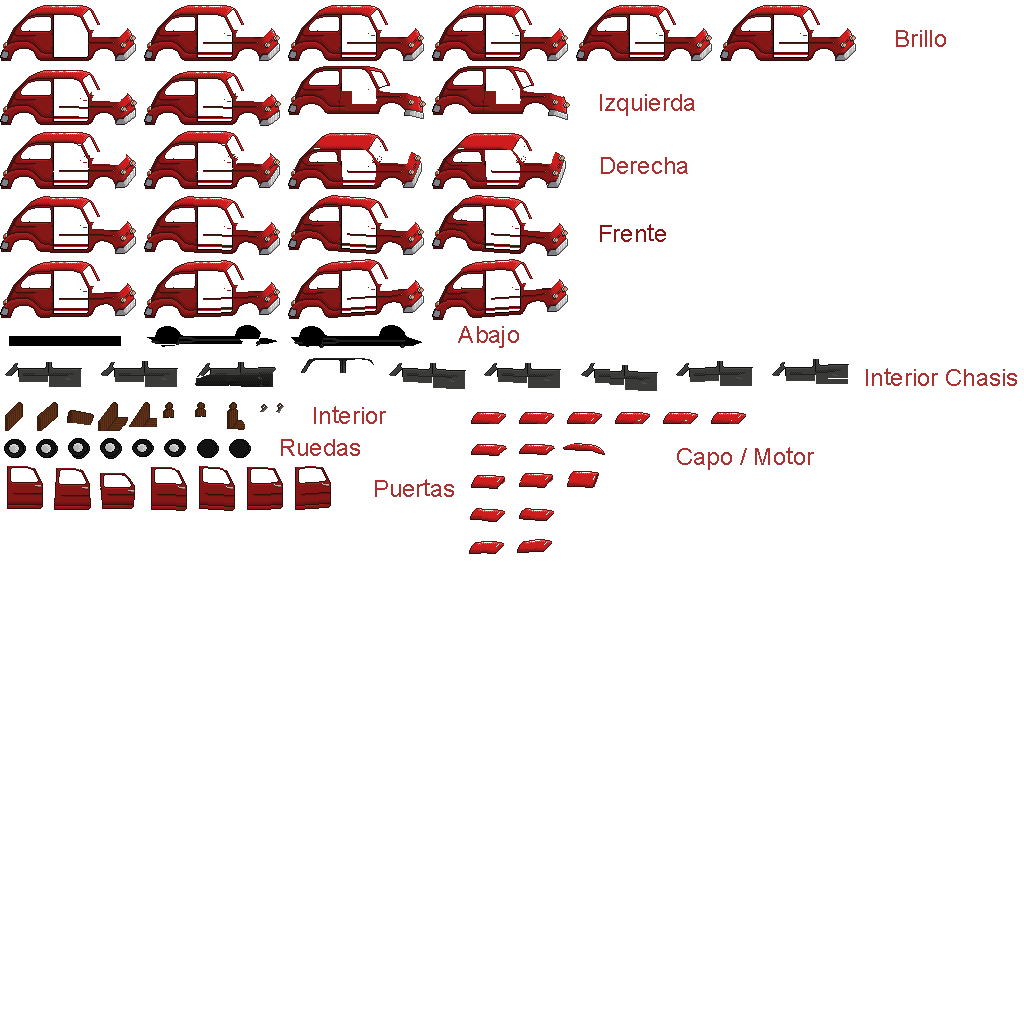 Brillo
Izquierda
Derecha
Frente
Abajo
Interior Chasis
Interior
Ruedas
Capo / Motor
Puertas